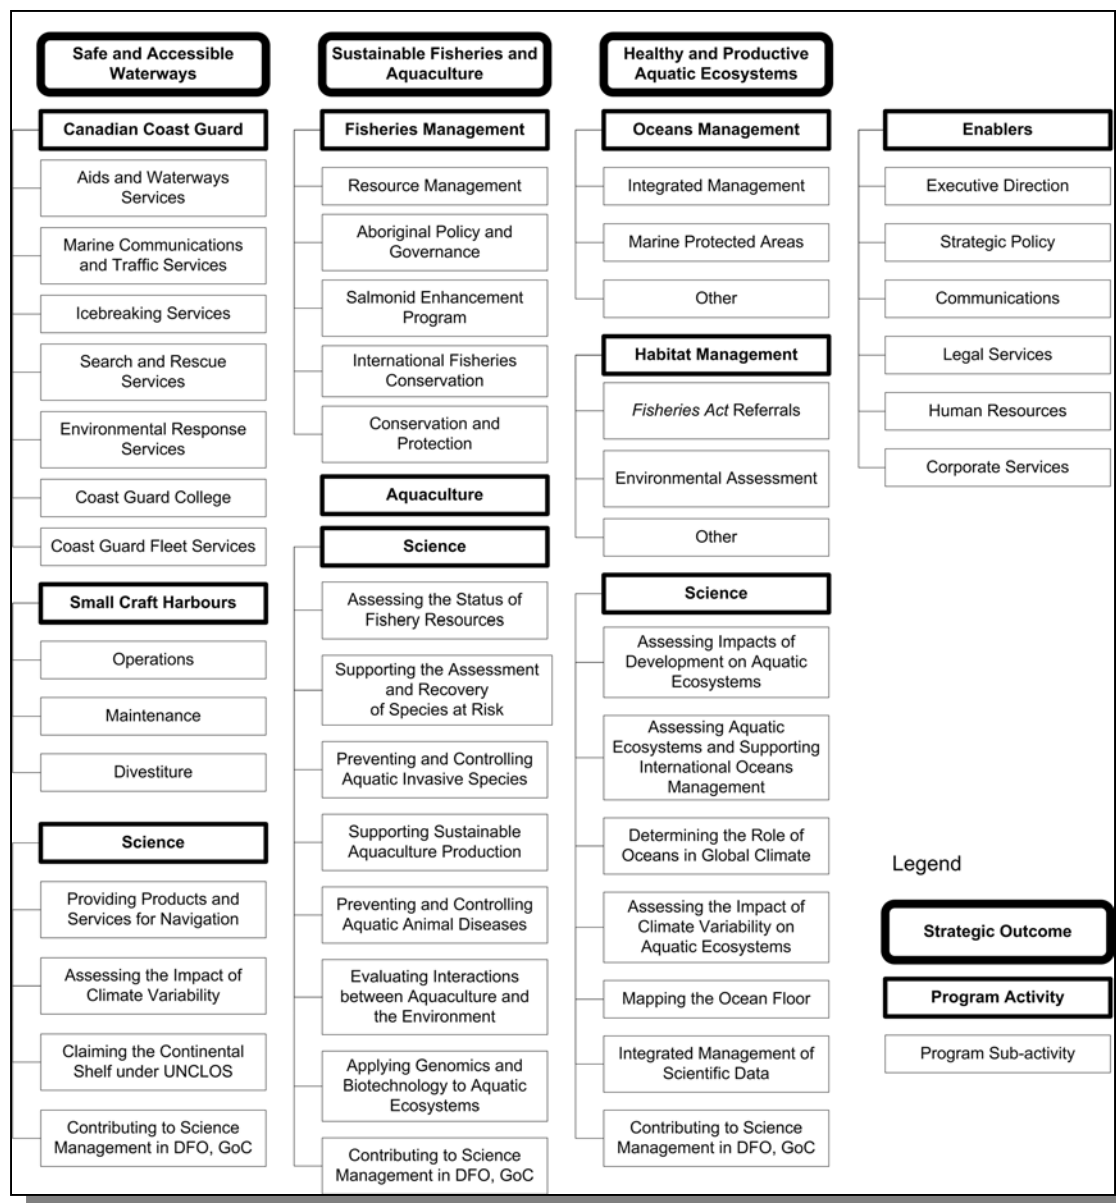 Safe and Accessible
Waterways
Canadian Coast Guard
Aids and Waterways
Services
Marine Communications
and Traffic Services
Icebreaking Services
Search and Rescue
Services
Environmental Response
Services
Coast Guard College
Coast Guard Fleet Services
Small Craft Harbours
Operations
Maintenance
Divestiture
Science
Providing Products and
Services for Navigation
Assessing the Impact of
Climate Variability
Claiming the Continental
Shelf under UNCLOS
Contributing to Science
Management in DFO, GoC
Sustainable Fisheries and
Aquaculture
Fisheries Management
Resource Management
Aboriginal Policy and
Governance
Salmonid Enhancement
Program
International Fisheries
Conservation
Conservation and
Protection
Aquaculture
Science
Assessing the Status of
Fishery Resources
Supporting the Assessment
and Recovery
of Species at Risk
Preventing and Controlling
Aquatic Invasive Species
Supporting Sustainable
Aquaculture Production
Preventing and Controlling
Aquatic Animal Diseases
Evaluating Interactions
between Aquaculture and
the Environment
Applying Genomics and
Biotechnology to Aquatic
Ecosystems
Contributing to Science
Management in DFO, GoC
Healthy and Productive
Aquatic Ecosystems
Oceans Management
Integrated Management
Marine Protected Areas
Other
Habitat Management
Fisheries Act Referrals
Environmental Assessment
Other
Science
Assessing Impacts of
Development on Aquatic
Ecosystems
Assessing Aquatic
Ecosystems and Supporting
International Oceans
Management
Determining the Role of
Oceans in Global Climate
Assessing the Impact of
Climate Variability on
Aquatic Ecosystems
Mapping the Ocean Floor
Integrated Management of
Scientific Data
Contributing to Science
Management in DFO, GoC
Enablers
Executive Direction
Strategic Policy
Communications
Legal Services
Human Resources
Corporate Services
Legend
Strategic Outcome
Program Activity
Program Sub-activity